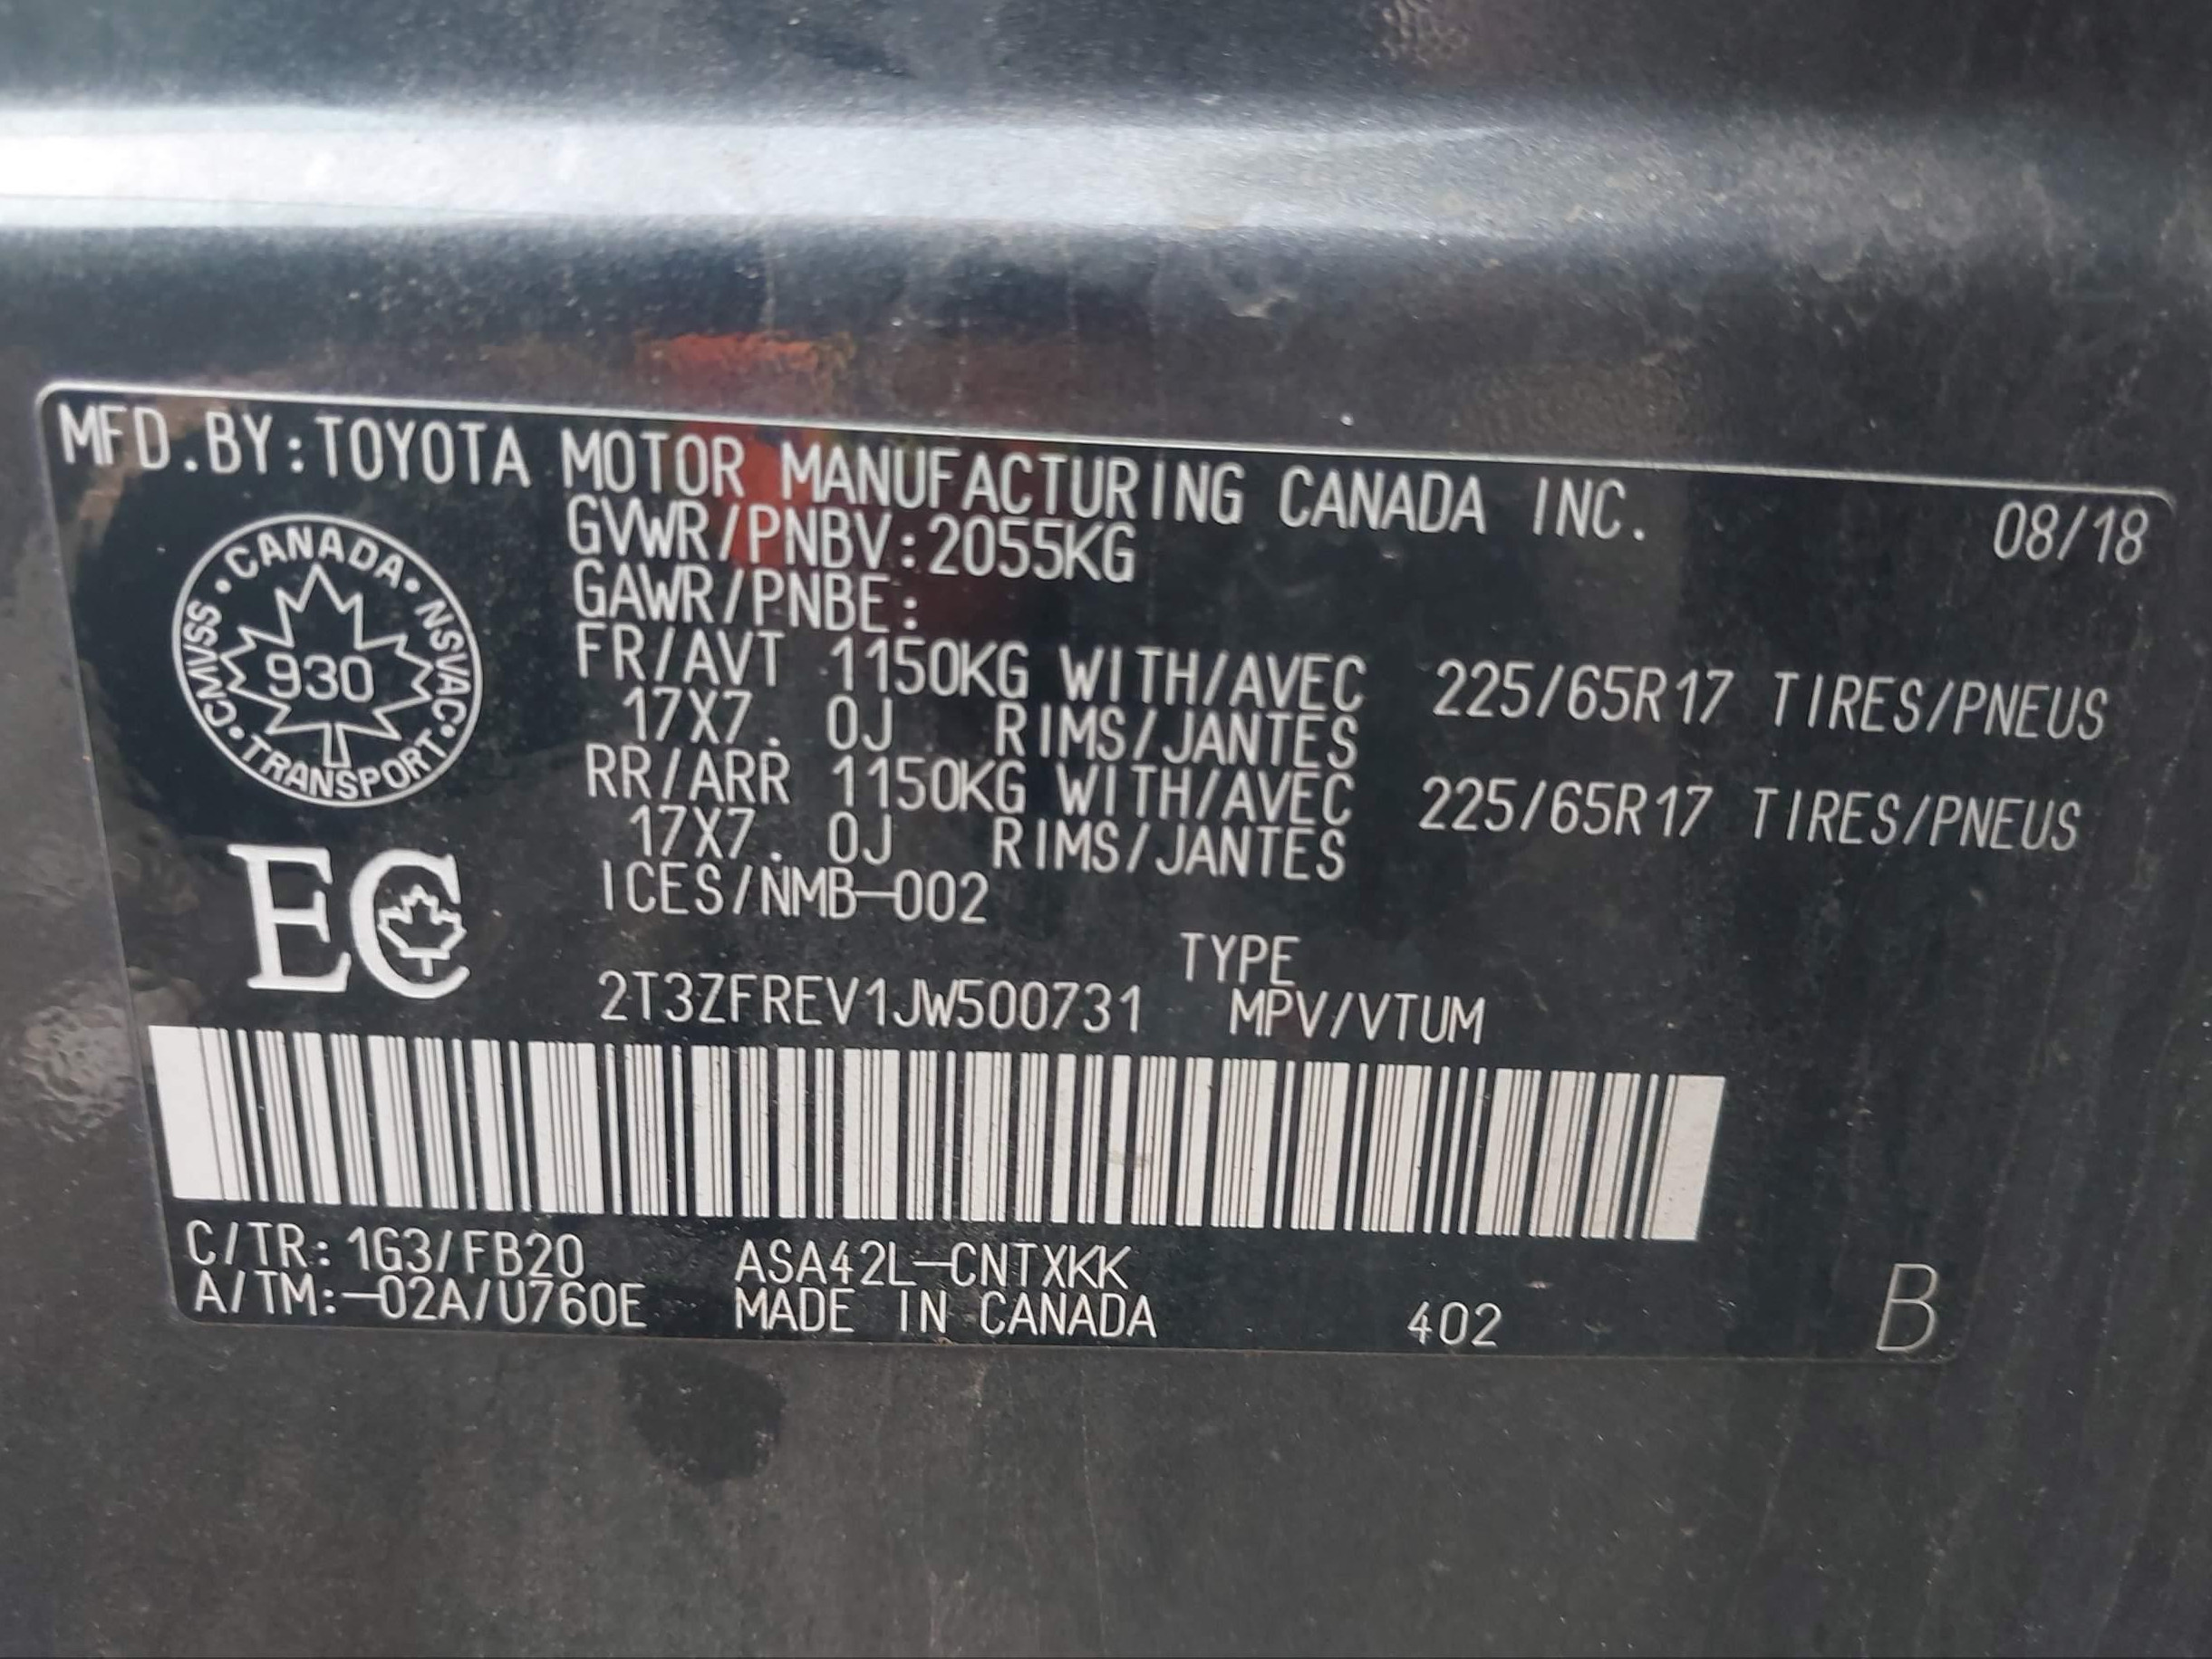 MFD.BY:TOYOTA MOTOR MANUFACTURING CANADA INC. 08/18
GVWR/PNBV:2055KG
GAWR/PNBE:
FR/AVT 1150KG WITH/AVEC 225/65R17 TIRES/PNEUS
17X7. 0J RIMS/JANTES
RR/ARR 1150KG WITH/AVEC 225/65R17 TIRES/PNEUS
17X7. 0J RIMS/JANTES
ICES/NMB-002
CANADA • NSVAC • TRANSPORT • CMVSS •
930
EC
TYPE
2T3ZFREV1JW500731 MPV/VTUM
C/TR: 1G3/FB20 ASA42L-CNTXKK
A/TM:-02A/U760E MADE IN CANADA 402 B